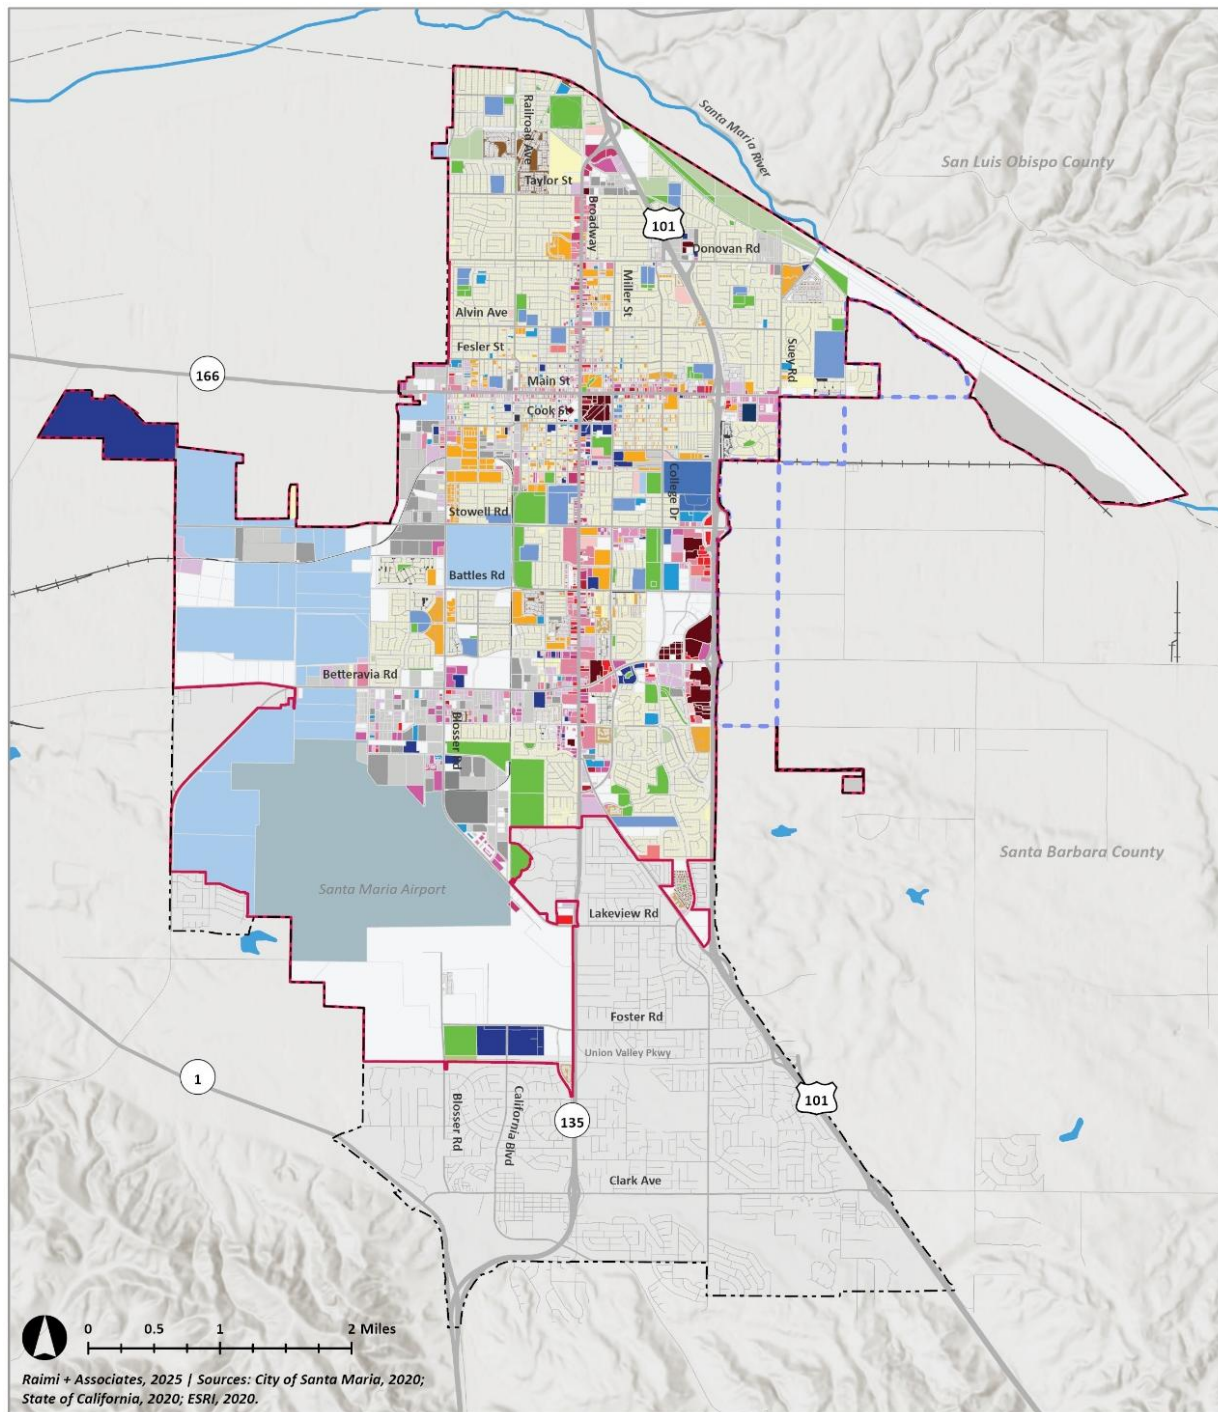 Santa Maria River
San Luis Obispo County
Railroad Ave
Taylor St
Broadway
101
Donovan Rd
Miller St
Alvin Ave
Fesler St
Suey Rd
166
Main St
Cook St
College Dr
Stowell Rd
Battles Rd
Betteravia Rd
Blosser Rd
Santa Barbara County
Santa Maria Airport
Lakeview Rd
Foster Rd
Union Valley Pkwy
1
101
Blosser Rd
California Blvd
135
Clark Ave
0 0.5 1 2 Miles
Raimi + Associates, 2025 | Sources: City of Santa Maria, 2020;
State of California, 2020; ESRI, 2020.